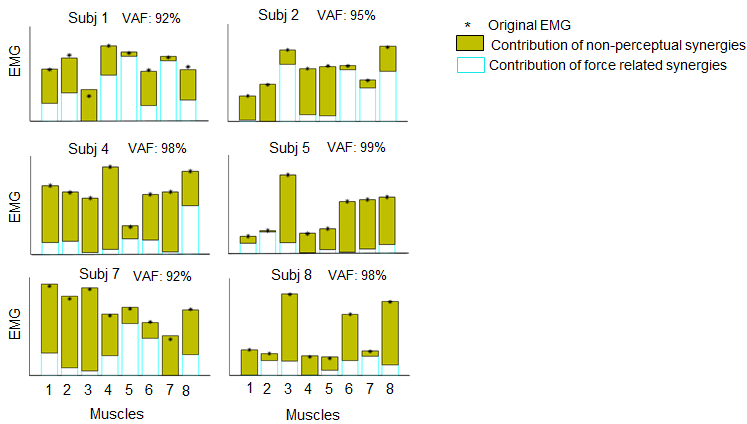 Subj 1 VAF: 92%
Subj 2 VAF: 95%
* Original EMG
Contribution of non-perceptual synergies
Contribution of force related synergies
EMG
Subj 4 VAF: 98%
Subj 5 VAF: 99%
EMG
Subj 7 VAF: 92%
Subj 8 VAF: 98%
EMG
1 2 3 4 5 6 7 8
1 2 3 4 5 6 7 8
Muscles
Muscles